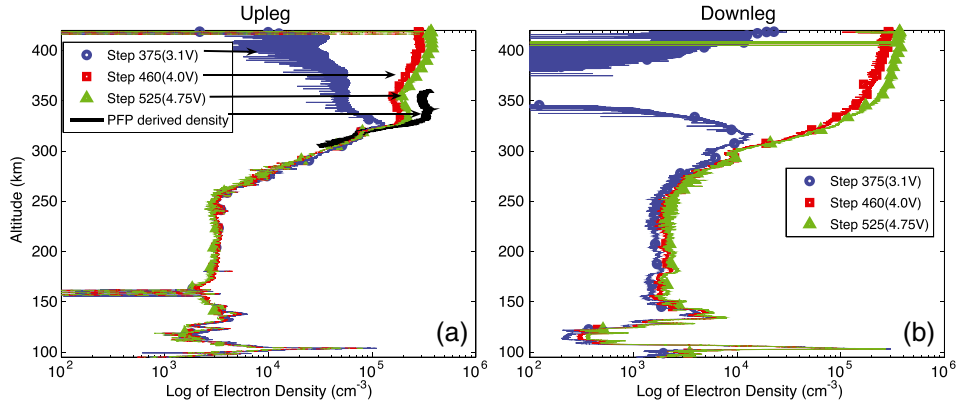 Upleg
Downleg
400
350
300
250
200
150
100
Altitude (km)
Step 375(3.1V)
Step 460(4.0V)
Step 525(4.75V)
PFP derived density
(a)
10^2
10^3
10^4
10^5
10^6
Log of Electron Density (cm^-3)
400
350
300
250
200
150
100
Step 375(3.1V)
Step 460(4.0V)
Step 525(4.75V)
(b)
10^2
10^3
10^4
10^5
10^6
Log of Electron Density (cm^-3)